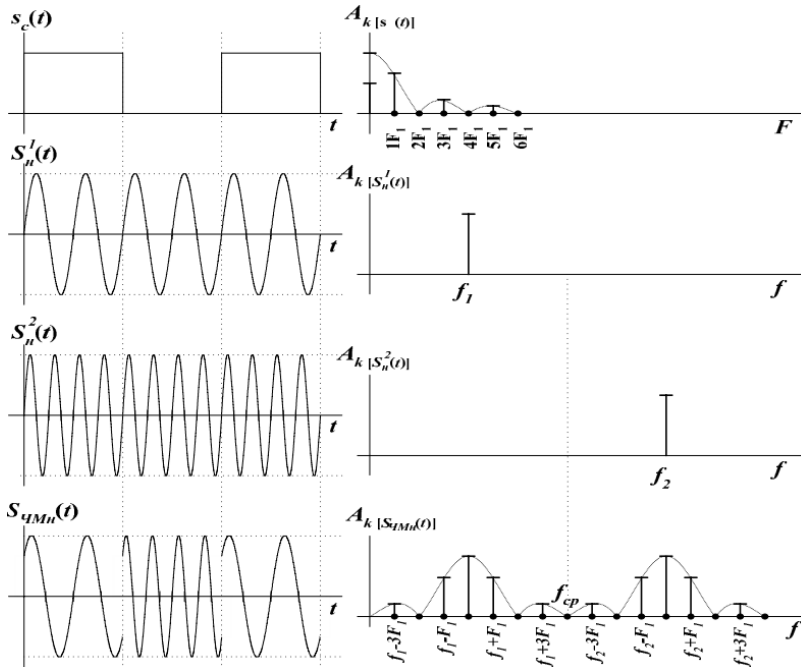 s_c(t)
A_k [s (t)]
t
1F_1 2F_1 3F_1 4F_1 5F_1 6F_1
F
S_н^1(t)
A_k [S_н^1(t)]
t
f_1
f
S_н^2(t)
A_k [S_н^2(t)]
t
f_2
f
S_ЧМн(t)
A_k [S_ЧМн(t)]
f_ср
t
f_1-3F_1 f_1-F_1 f_1+F_1 f_1+3F_1 f_2-3F_1 f_2-F_1 f_2+F_1 f_2+3F_1
f